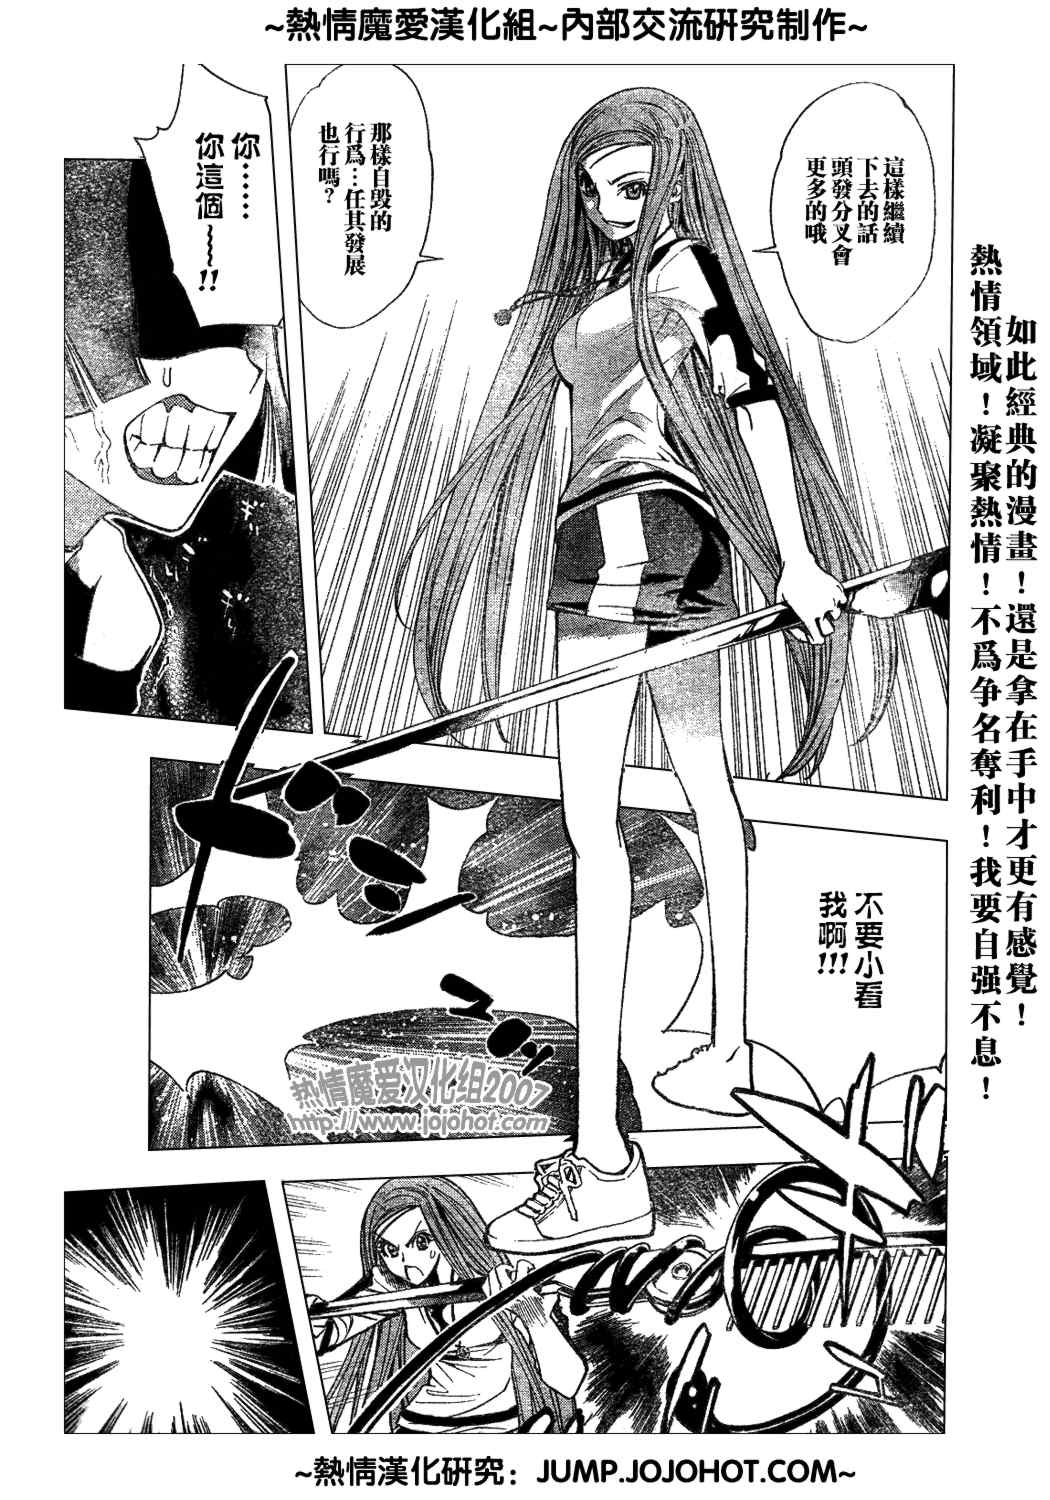 ~熱情魔愛漢化組~內部交流研究制作~
這樣繼續
下去的話
頭發分叉會
更多的哦
那樣自毀的
行爲…任其發展
也行嗎？
你……
你這個~~!!
不要小看
我啊!!!
如此經典的漫畫！還是拿在手中才更有感覺！
熱情領域！凝聚熱情！不爲争名奪利！我要自强不息！
熱情魔爱汉化组2007
http://www.jojohot.com
~熱情漢化研究：JUMP.JOJOHOT.COM~